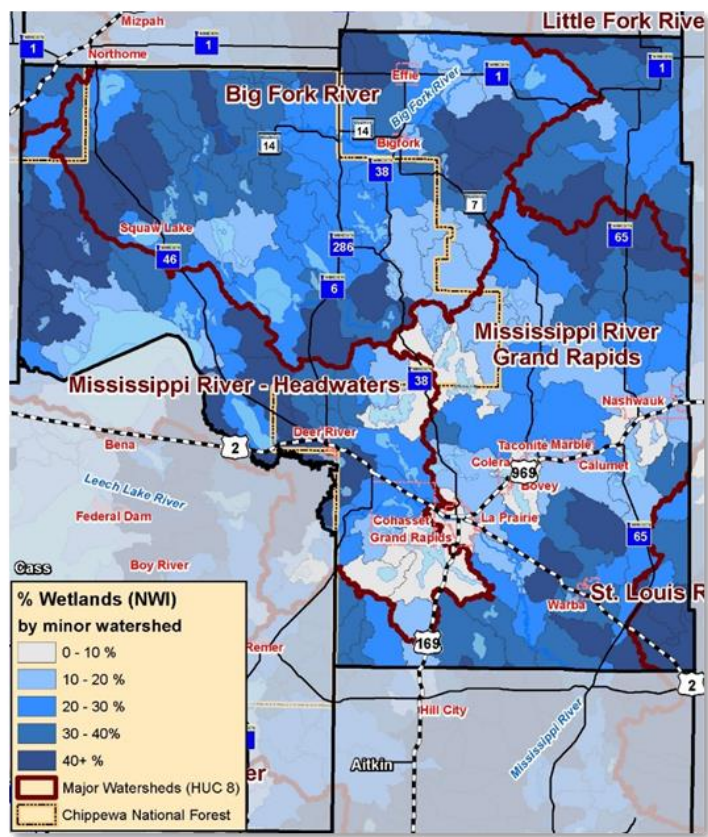 Mizpah
Little Fork Rive
1
1
Northome
Effie
1
1
Big Fork River
Big Fork River
14
14
Bigfork
38
7
Squaw Lake
65
286
46
6
Mississippi River
Grand Rapids
Mississippi River - Headwaters
38
Nashwauk
Deer River
Bena
2
Taconite
Marble
Colera
969
Calumet
Bovey
Leech Lake River
Federal Dam
Cohasset
La Prairie
Grand Rapids
65
Boy River
Cass
Warba
St. Louis R
% Wetlands (NWI)
by minor watershed
0 - 10 %
10 - 20 %
20 - 30 %
30 - 40%
40+ %
Major Watersheds (HUC 8)
Chippewa National Forest
Remer
169
2
Hill City
Mississippi River
Aitkin
er